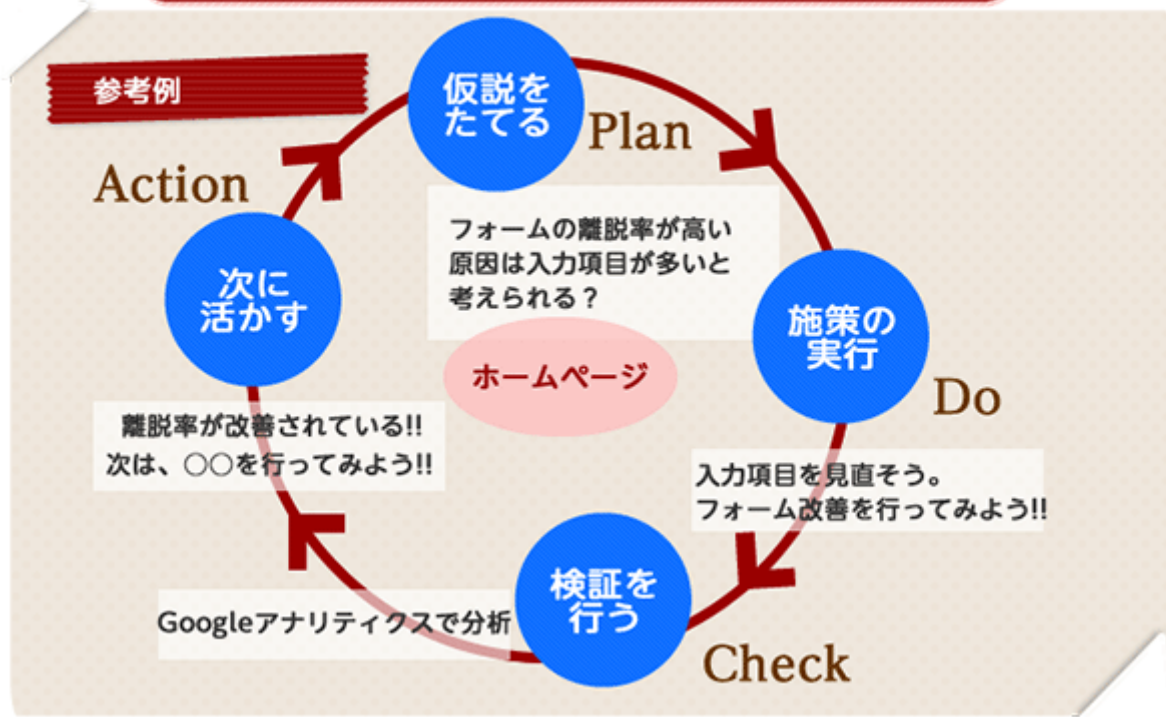 参考例
仮説を
たてる
Plan
フォームの離脱率が高い
原因は入力項目が多いと
考えられる？
施策の
実行
Do
入力項目を見直そう。
フォーム改善を行ってみよう!!
検証を
行う
Check
Googleアナリティクスで分析
次に
活かす
Action
離脱率が改善されている!!
次は、〇〇を行ってみよう!!
ホームページ